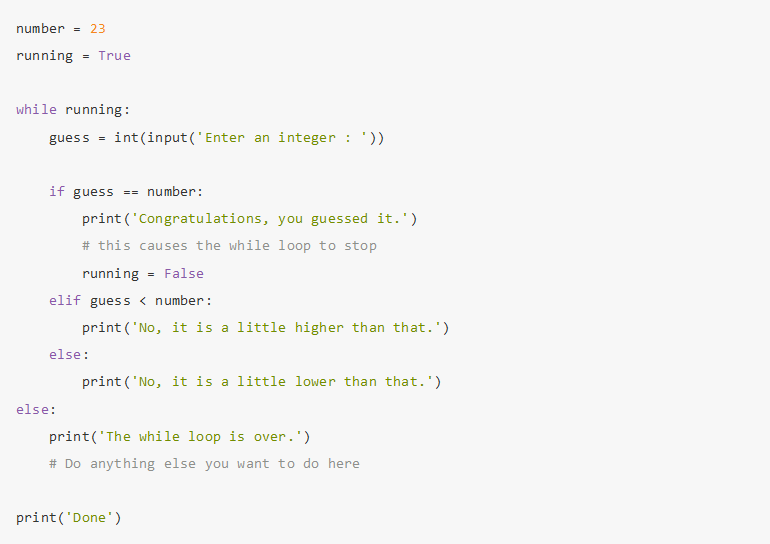 number = 23
running = True

while running:
    guess = int(input('Enter an integer : '))

    if guess == number:
        print('Congratulations, you guessed it.')
        # this causes the while loop to stop
        running = False
    elif guess < number:
        print('No, it is a little higher than that.')
    else:
        print('No, it is a little lower than that.')
else:
    print('The while loop is over.')
    # Do anything else you want to do here

print('Done')